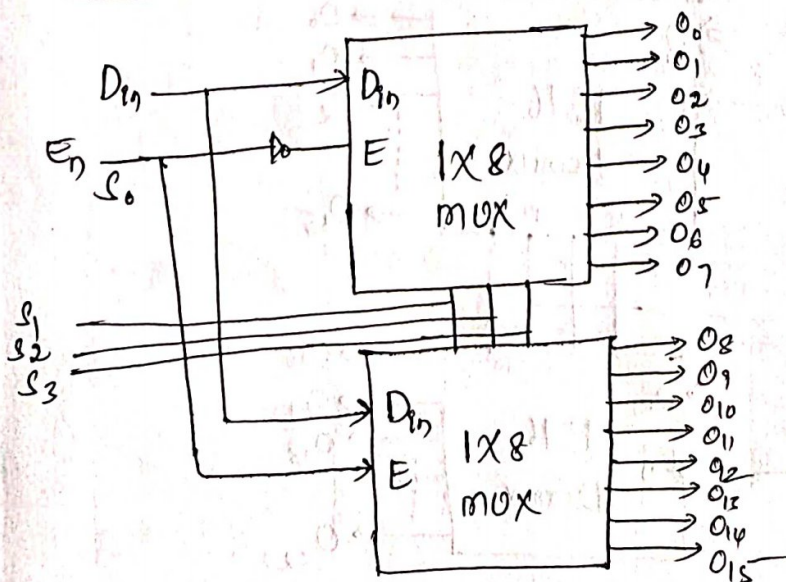 Din
En
S0
Din
E
1X8
mux
O0
O1
O2
O3
O4
O5
O6
O7
S1
S2
S3
Din
E
1X8
mux
O8
O9
O10
O11
O12
O13
O14
O15